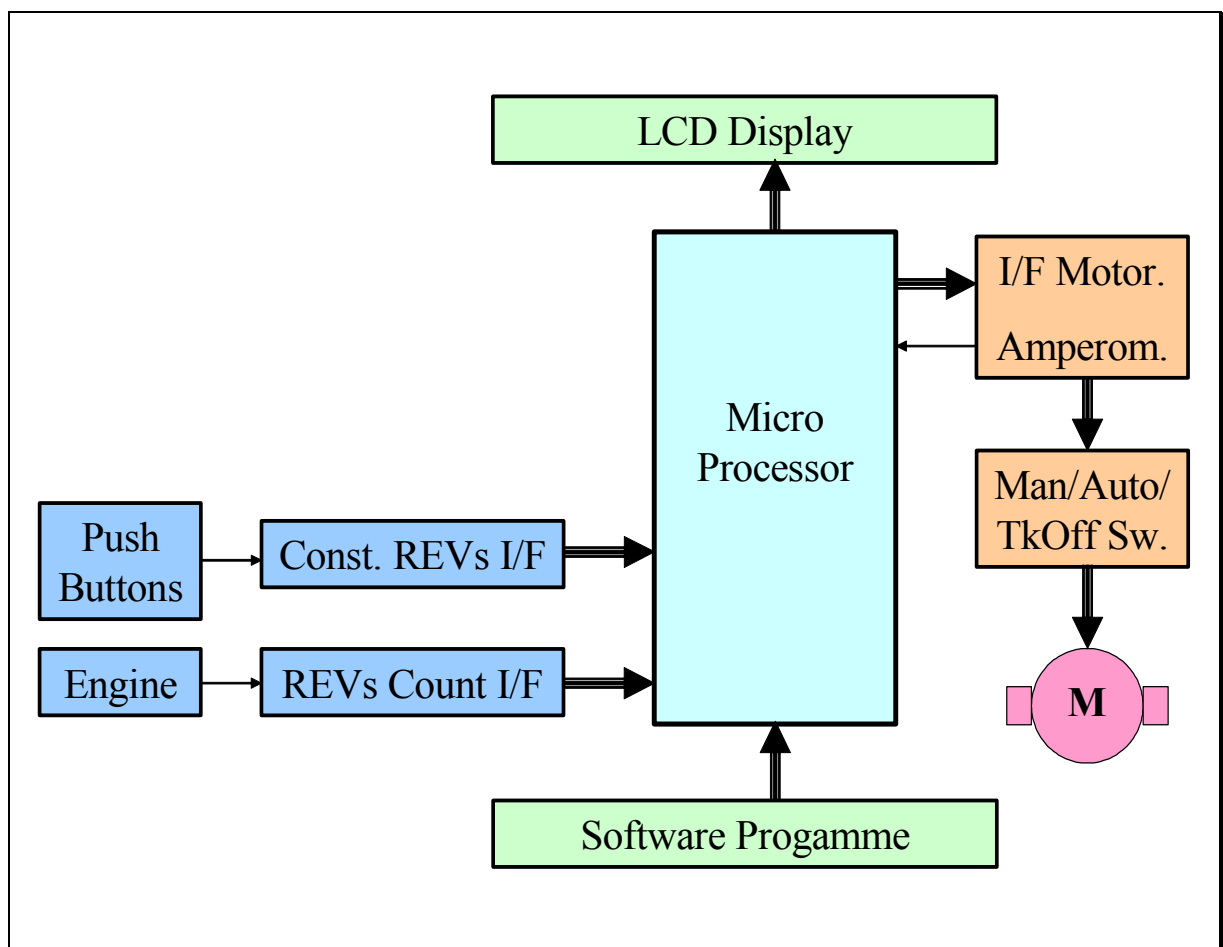 LCD Display
I/F Motor.
Amperom.
Micro
Processor
Man/Auto/
TkOff Sw.
Push
Buttons
Const. REVs I/F
Engine
REVs Count I/F
M
Software Progamme